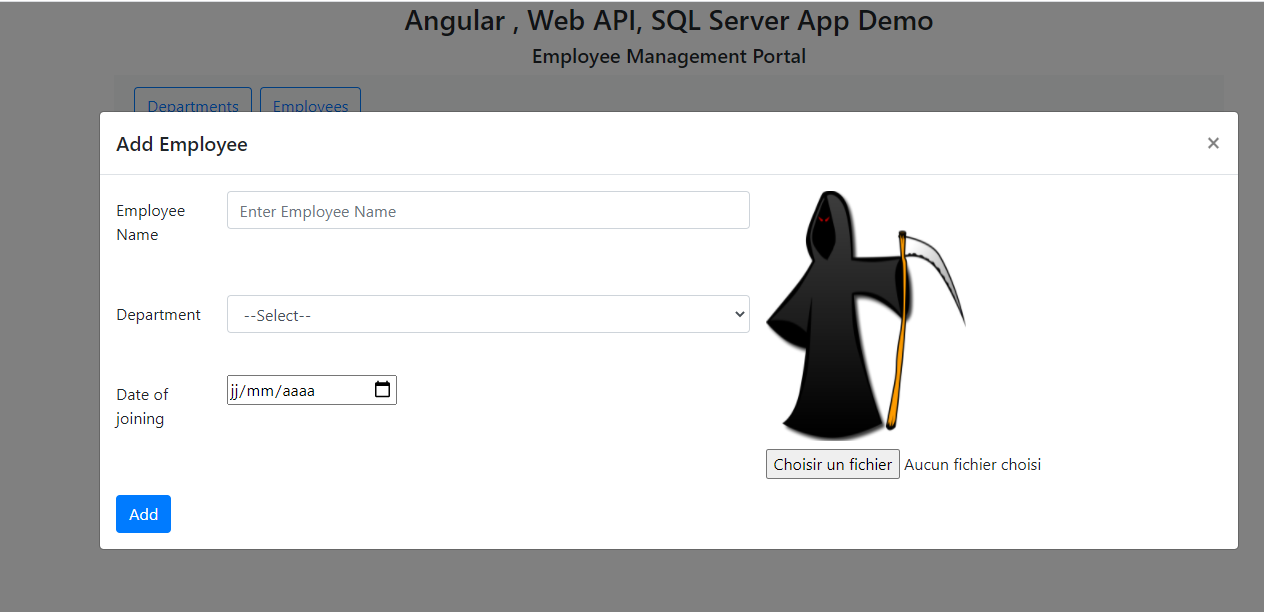 Angular , Web API, SQL Server App Demo
Employee Management Portal
Departments Employees
Add Employee ×
Employee
Name
Enter Employee Name
Department
--Select--
Date of
joining
jj/mm/aaaa
Choisir un fichier Aucun fichier choisi
Add